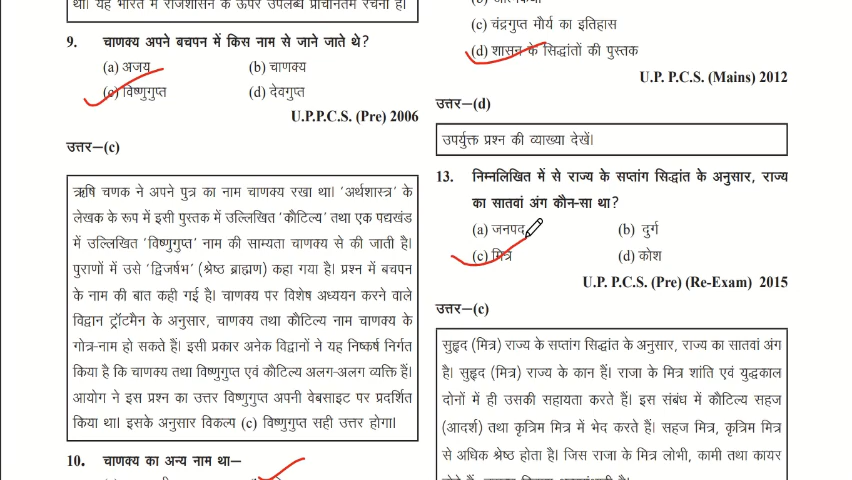 था। यह भारत में राजशासन के ऊपर उपलब्ध प्राचीनतम रचना है।
9. चाणक्य अपने बचपन में किस नाम से जाने जाते थे?
(a) अजय (b) चाणक्य
(c) विष्णुगुप्त (d) देवगुप्त
U.P.P.C.S. (Pre) 2006
उत्तर–(c)
ऋषि चणक ने अपने पुत्र का नाम चाणक्य रखा था। 'अर्थशास्त्र' के
लेखक के रूप में इसी पुस्तक में उल्लिखित 'कौटिल्य' तथा एक पद्यखंड
में उल्लिखित 'विष्णुगुप्त' नाम की साम्यता चाणक्य से की जाती है।
पुराणों में उसे 'द्विजर्षभ' (श्रेष्ठ ब्राह्मण) कहा गया है। प्रश्न में बचपन
के नाम की बात कही गई है। चाणक्य पर विशेष अध्ययन करने वाले
विद्वान ट्रॉटमैन के अनुसार, चाणक्य तथा कौटिल्य नाम चाणक्य के
गोत्र-नाम हो सकते हैं। इसी प्रकार अनेक विद्वानों ने यह निष्कर्ष निर्गत
किया है कि चाणक्य तथा विष्णुगुप्त एवं कौटिल्य अलग-अलग व्यक्ति हैं।
आयोग ने इस प्रश्न का उत्तर विष्णुगुप्त अपनी वेबसाइट पर प्रदर्शित
किया था। इसके अनुसार विकल्प (c) विष्णुगुप्त सही उत्तर होगा।
10. चाणक्य का अन्य नाम था–
(c) चंद्रगुप्त मौर्य का इतिहास
(d) शासन के सिद्धांतों की पुस्तक
U.P. P.C.S. (Mains) 2012
उत्तर–(d)
उपर्युक्त प्रश्न की व्याख्या देखें।
13. निम्नलिखित में से राज्य के सप्तांग सिद्धांत के अनुसार, राज्य
का सातवां अंग कौन-सा था?
(a) जनपद (b) दुर्ग
(c) मित्र (d) कोश
U.P. P.C.S. (Pre) (Re-Exam) 2015
उत्तर–(c)
सुहृद (मित्र) राज्य के सप्तांग सिद्धांत के अनुसार, राज्य का सातवां अंग
है। सुहृद (मित्र) राज्य के कान हैं। राजा के मित्र शांति एवं युद्धकाल
दोनों में ही उसकी सहायता करते हैं। इस संबंध में कौटिल्य सहज
(आदर्श) तथा कृत्रिम मित्र में भेद करते हैं। सहज मित्र, कृत्रिम मित्र
से अधिक श्रेष्ठ होता है। जिस राजा के मित्र लोभी, कामी तथा कायर